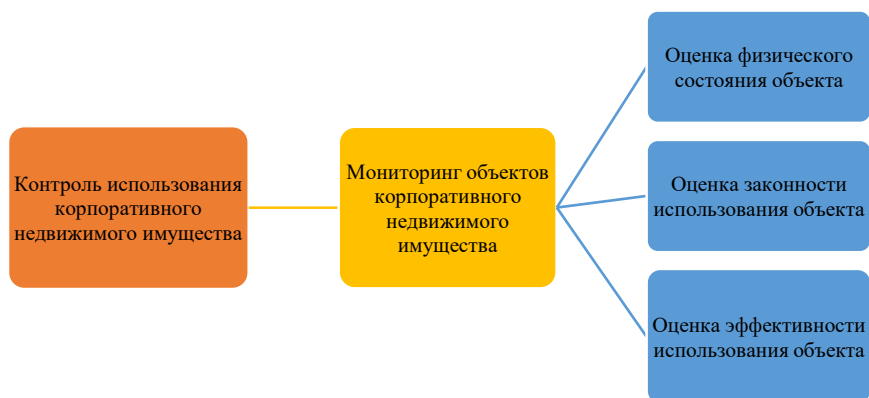 Контроль использования
корпоративного
недвижимого имущества
Мониторинг объектов
корпоративного
недвижимого
имущества
Оценка физического
состояния объекта
Оценка законности
использования объекта
Оценка эффективности
использования объекта